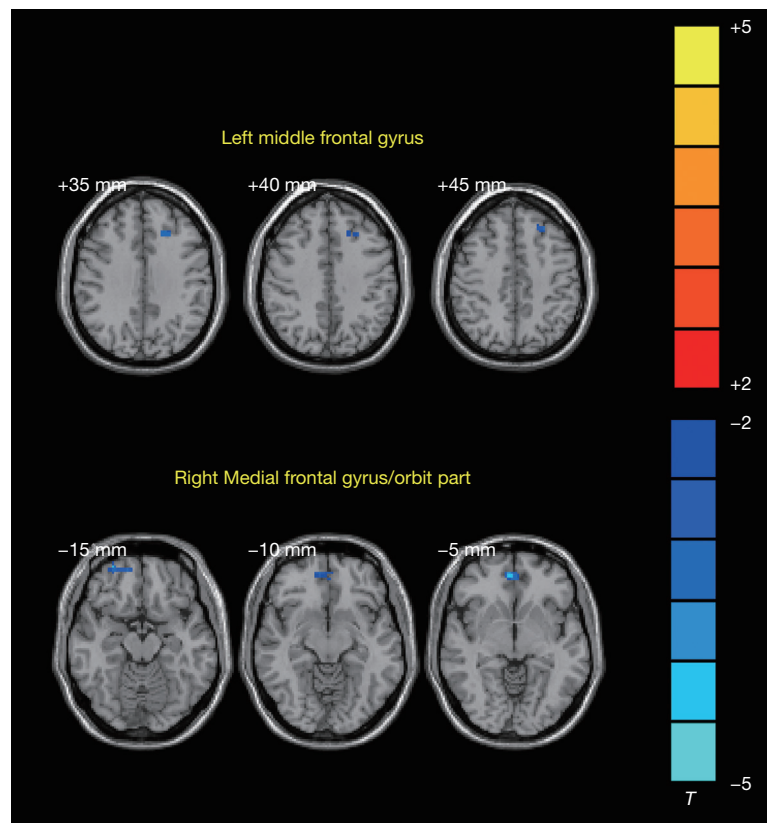 +5
Left middle frontal gyrus
+35 mm
+40 mm
+45 mm
+2
−2
Right Medial frontal gyrus/orbit part
−15 mm
−10 mm
−5 mm
−5
T